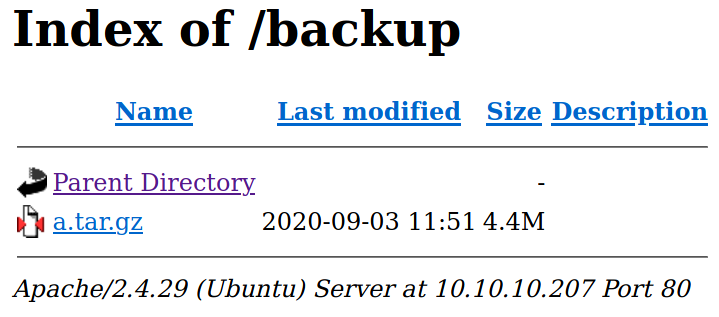 Index of /backup
Name Last modified Size Description
Parent Directory -
a.tar.gz 2020-09-03 11:51 4.4M
Apache/2.4.29 (Ubuntu) Server at 10.10.10.207 Port 80